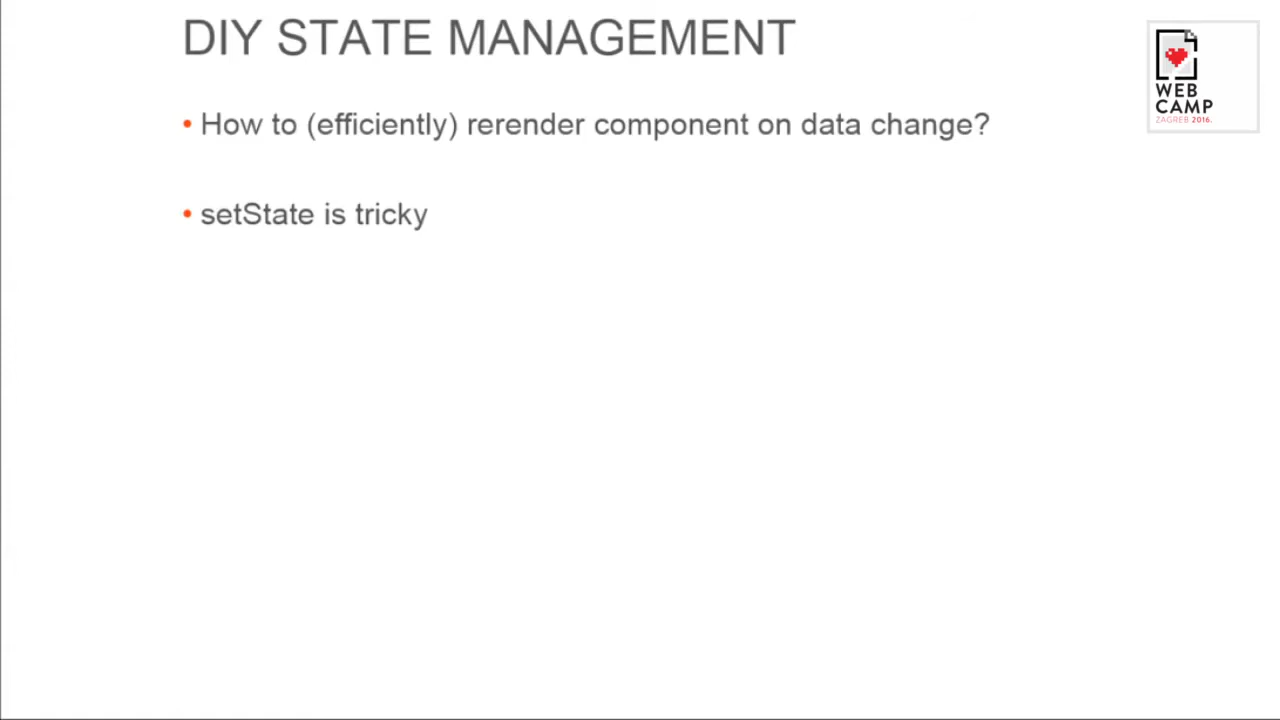 DIY STATE MANAGEMENT
• How to (efficiently) rerender component on data change?
• setState is tricky
WEB
CAMP
ZAGREB 2016.